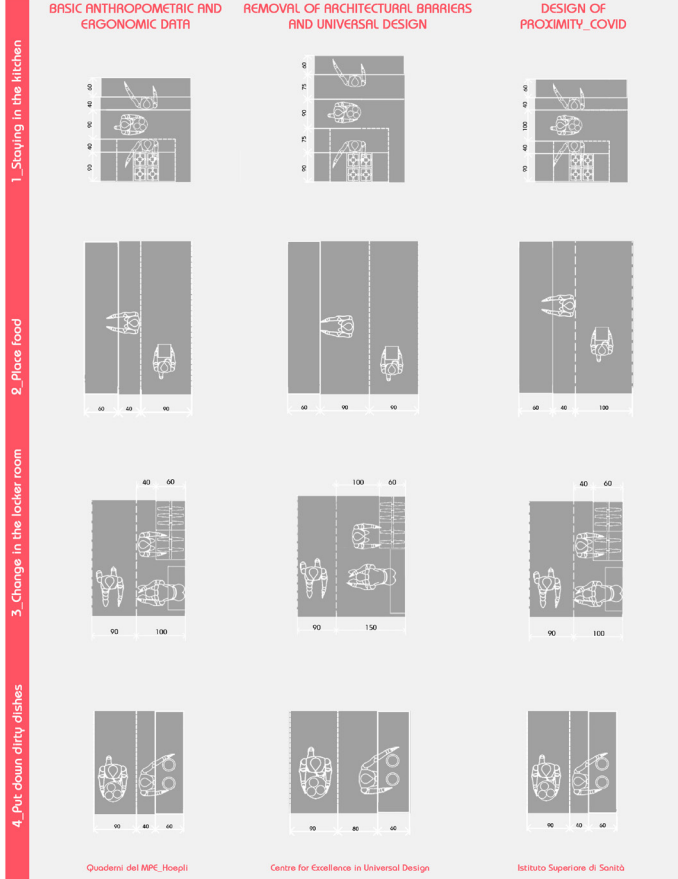 BASIC ANTHROPOMETRIC AND
ERGONOMIC DATA
REMOVAL OF ARCHITECTURAL BARRIERS
AND UNIVERSAL DESIGN
DESIGN OF
PROXIMITY_COVID
1_Staying in the kitchen
60
40
90
40
90
60
75
90
75
90
60
40
100
40
90
2_Place food
60 40 90
60 90 90
60 40 100
3_Change in the locker room
40 60
90 100
100 60
90 150
40 60
90 100
4_Put down dirty dishes
90 40 60
90 80 60
90 40 60
Quaderni del MPE_Hoepli
Centre for Excellence in Universal Design
Istituto Superiore di Sanità